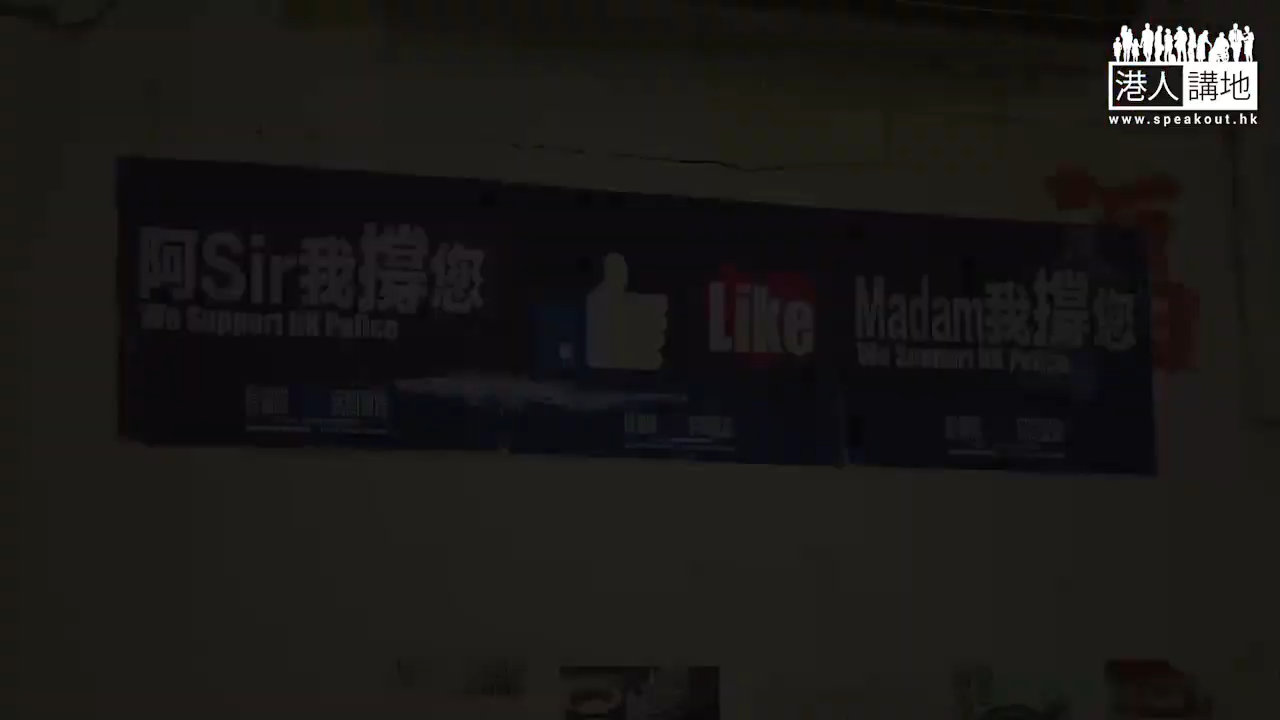 港人講地
www.speakout.hk
阿Sir我撐您
We Support HK Police
Like
Madam我撐您
We Support HK Police